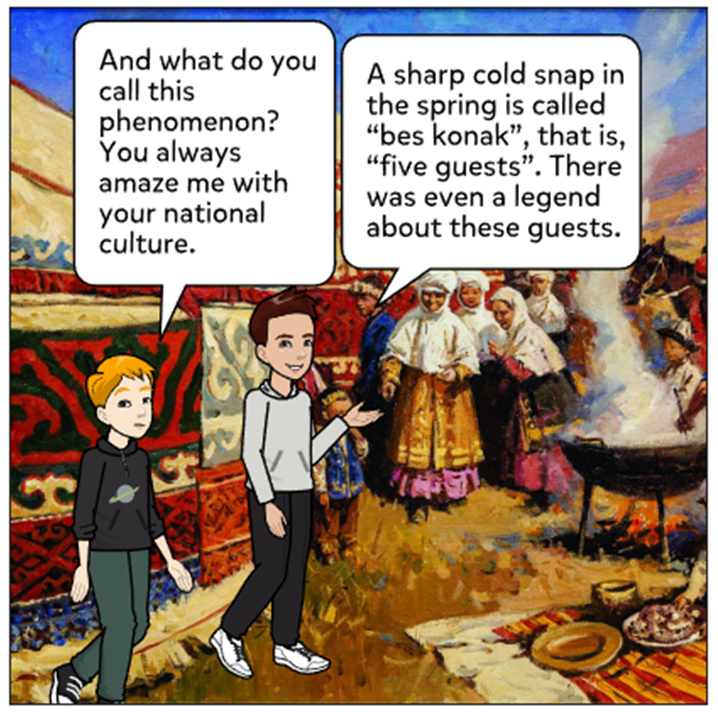 And what do you
call this
phenomenon?
You always
amaze me with
your national
culture.
A sharp cold snap in
the spring is called
“bes konak”, that is,
“five guests”. There
was even a legend
about these guests.